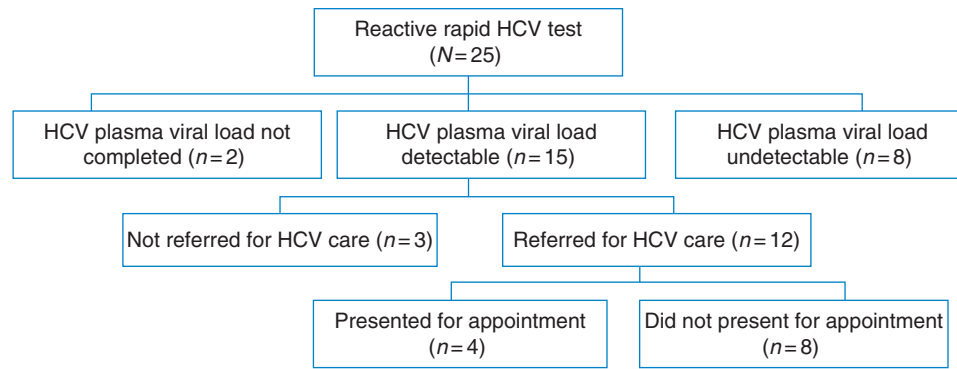 Reactive rapid HCV test
(N=25)
HCV plasma viral load not
completed (n=2)
HCV plasma viral load
detectable (n=15)
HCV plasma viral load
undetectable (n=8)
Not referred for HCV care (n=3)
Referred for HCV care (n=12)
Presented for appointment
(n=4)
Did not present for appointment
(n=8)